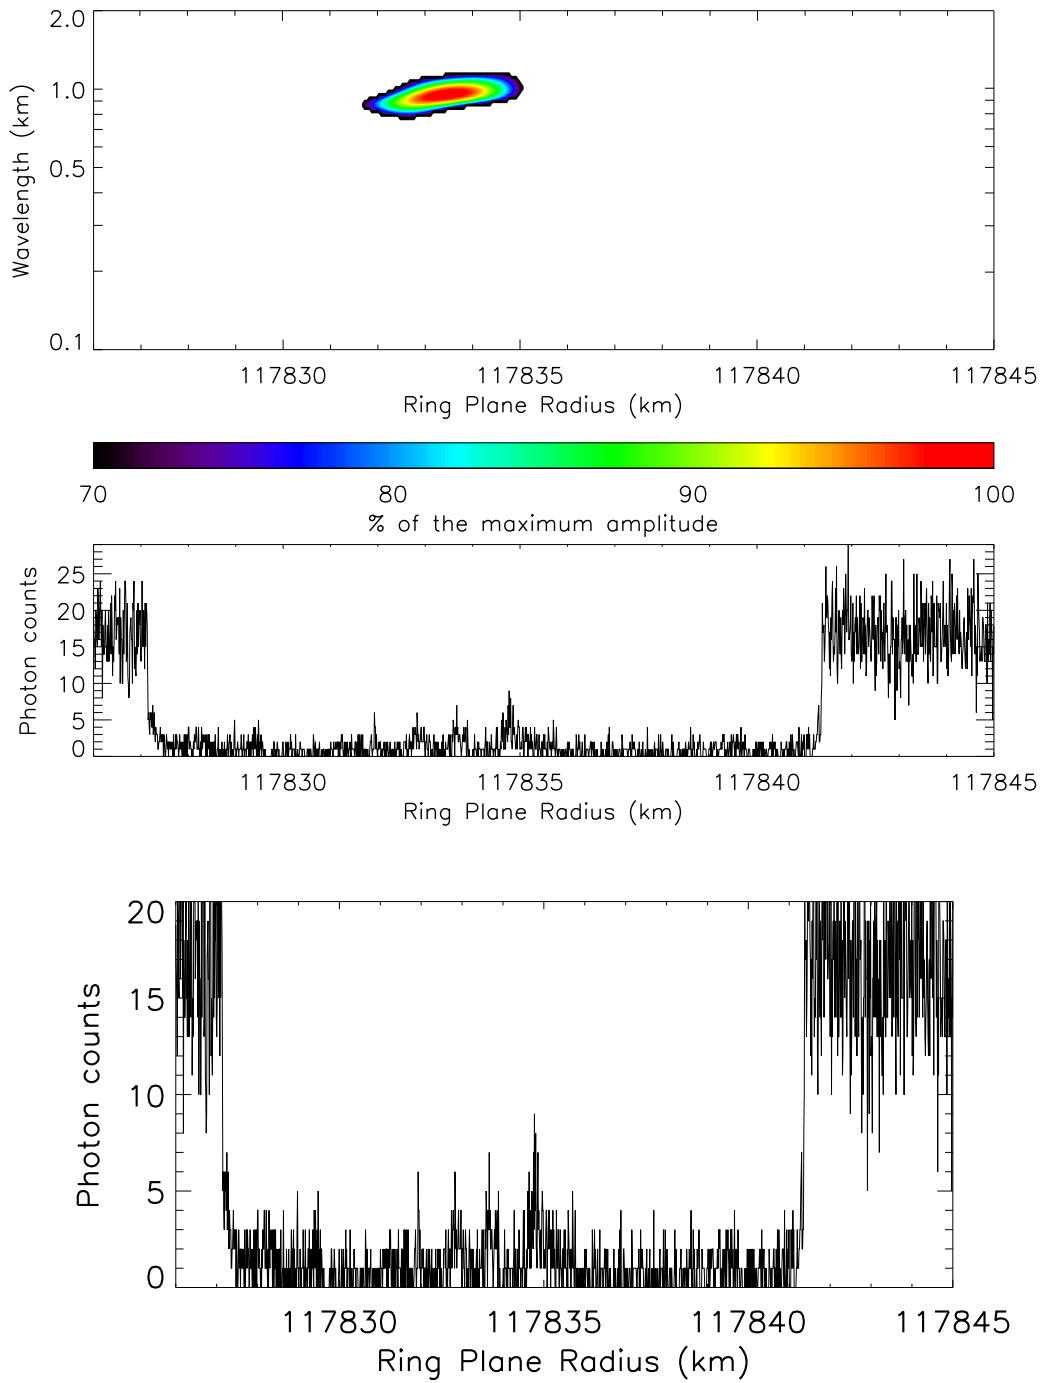 2.0
1.0
0.5
0.1
Wavelength (km)
117830 117835 117840 117845
Ring Plane Radius (km)
70 80 90 100
% of the maximum amplitude
25
20
15
10
5
0
Photon counts
117830 117835 117840 117845
Ring Plane Radius (km)
20
15
10
5
0
Photon counts
117830 117835 117840 117845
Ring Plane Radius (km)